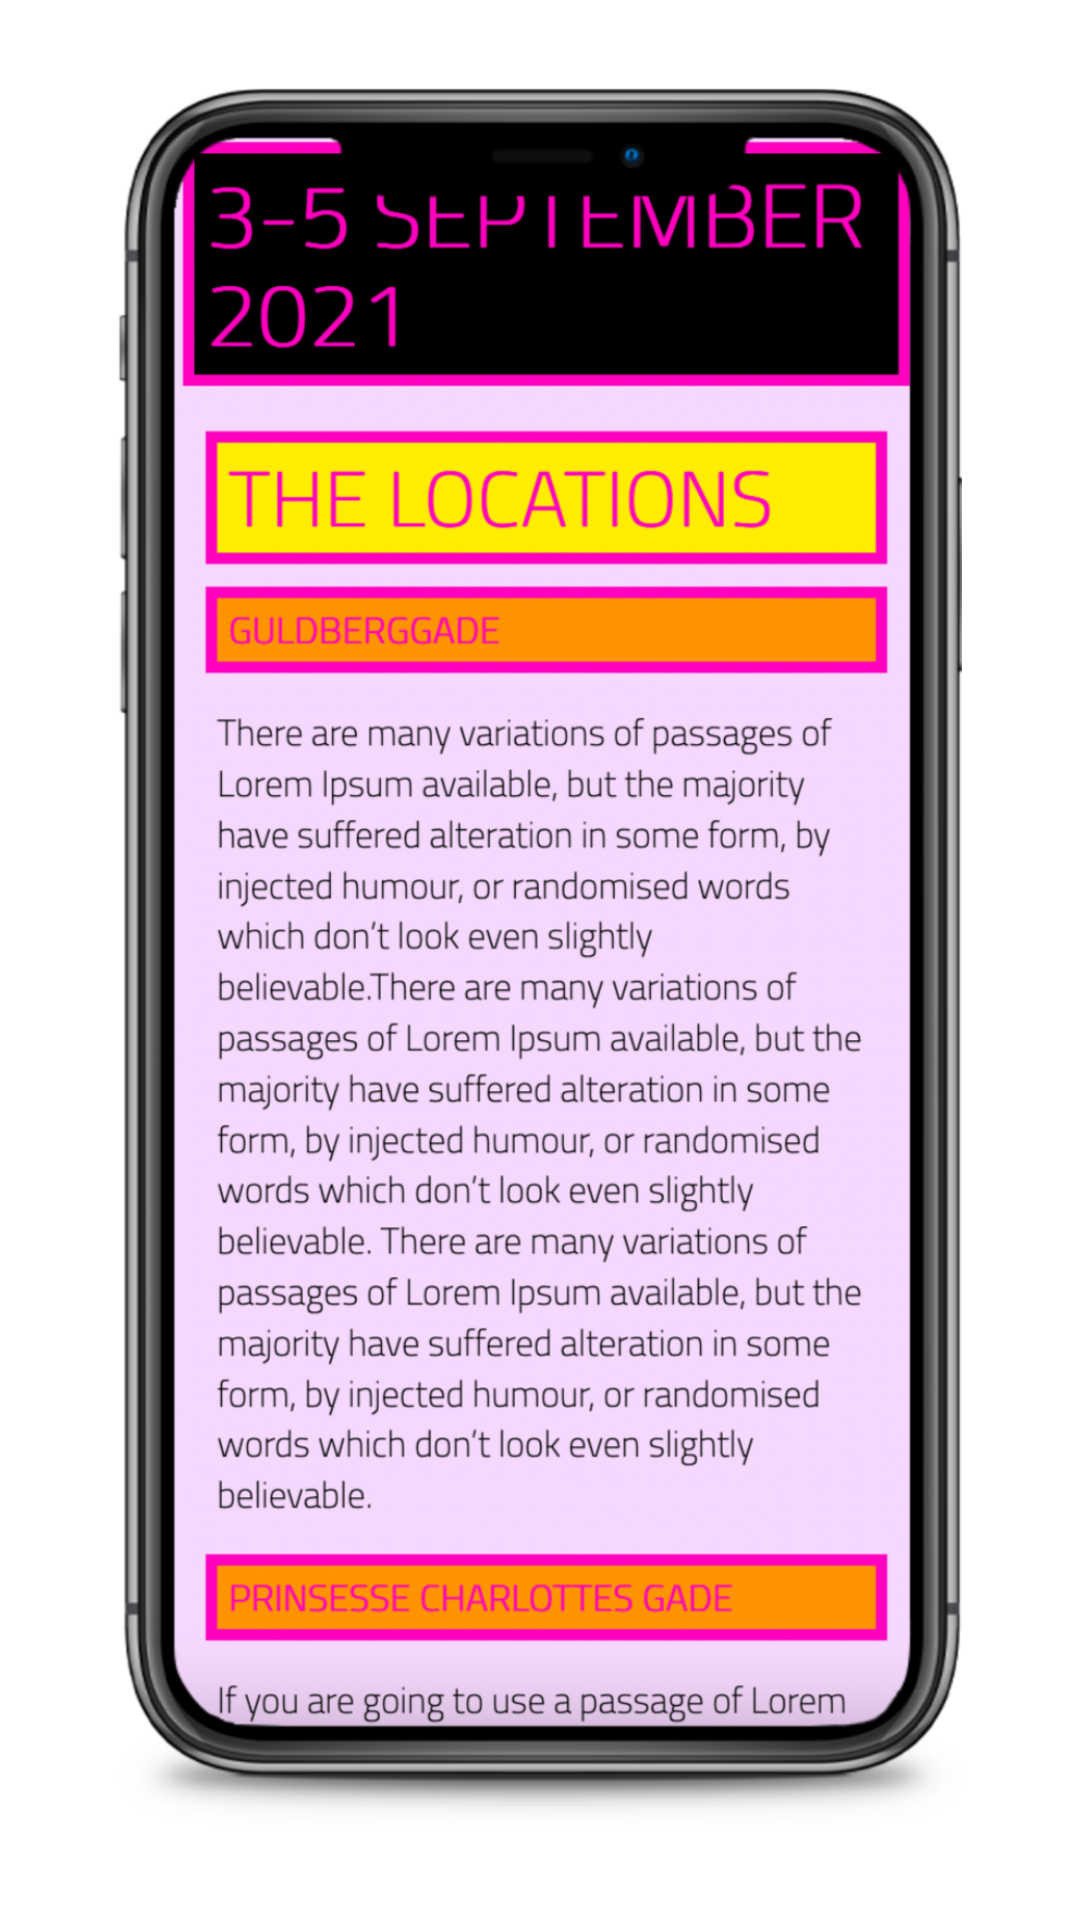 3-5 SEPTEMBER
2021
THE LOCATIONS
GULDBERGGADE
There are many variations of passages of
Lorem Ipsum available, but the majority
have suffered alteration in some form, by
injected humour, or randomised words
which don’t look even slightly
believable.There are many variations of
passages of Lorem Ipsum available, but the
majority have suffered alteration in some
form, by injected humour, or randomised
words which don’t look even slightly
believable. There are many variations of
passages of Lorem Ipsum available, but the
majority have suffered alteration in some
form, by injected humour, or randomised
words which don’t look even slightly
believable.
PRINSESSE CHARLOTTES GADE
If you are going to use a passage of Lorem